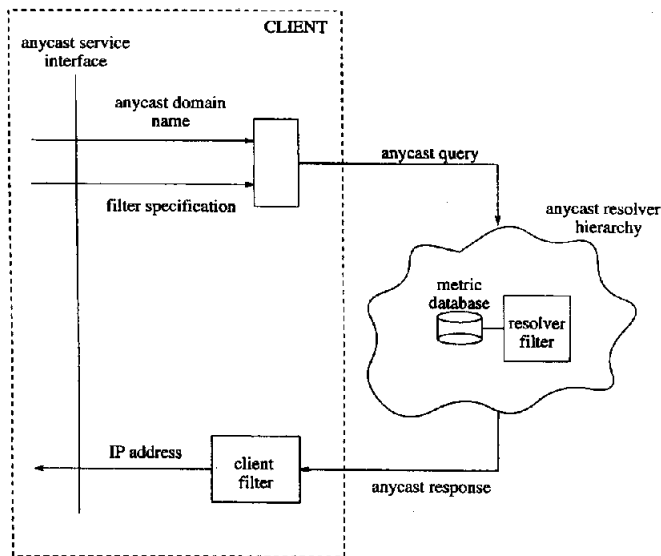 CLIENT
anycast service
interface
anycast domain
name
filter specification
anycast query
anycast resolver
hierarchy
metric
database
resolver
filter
IP address
client
filter
anycast response